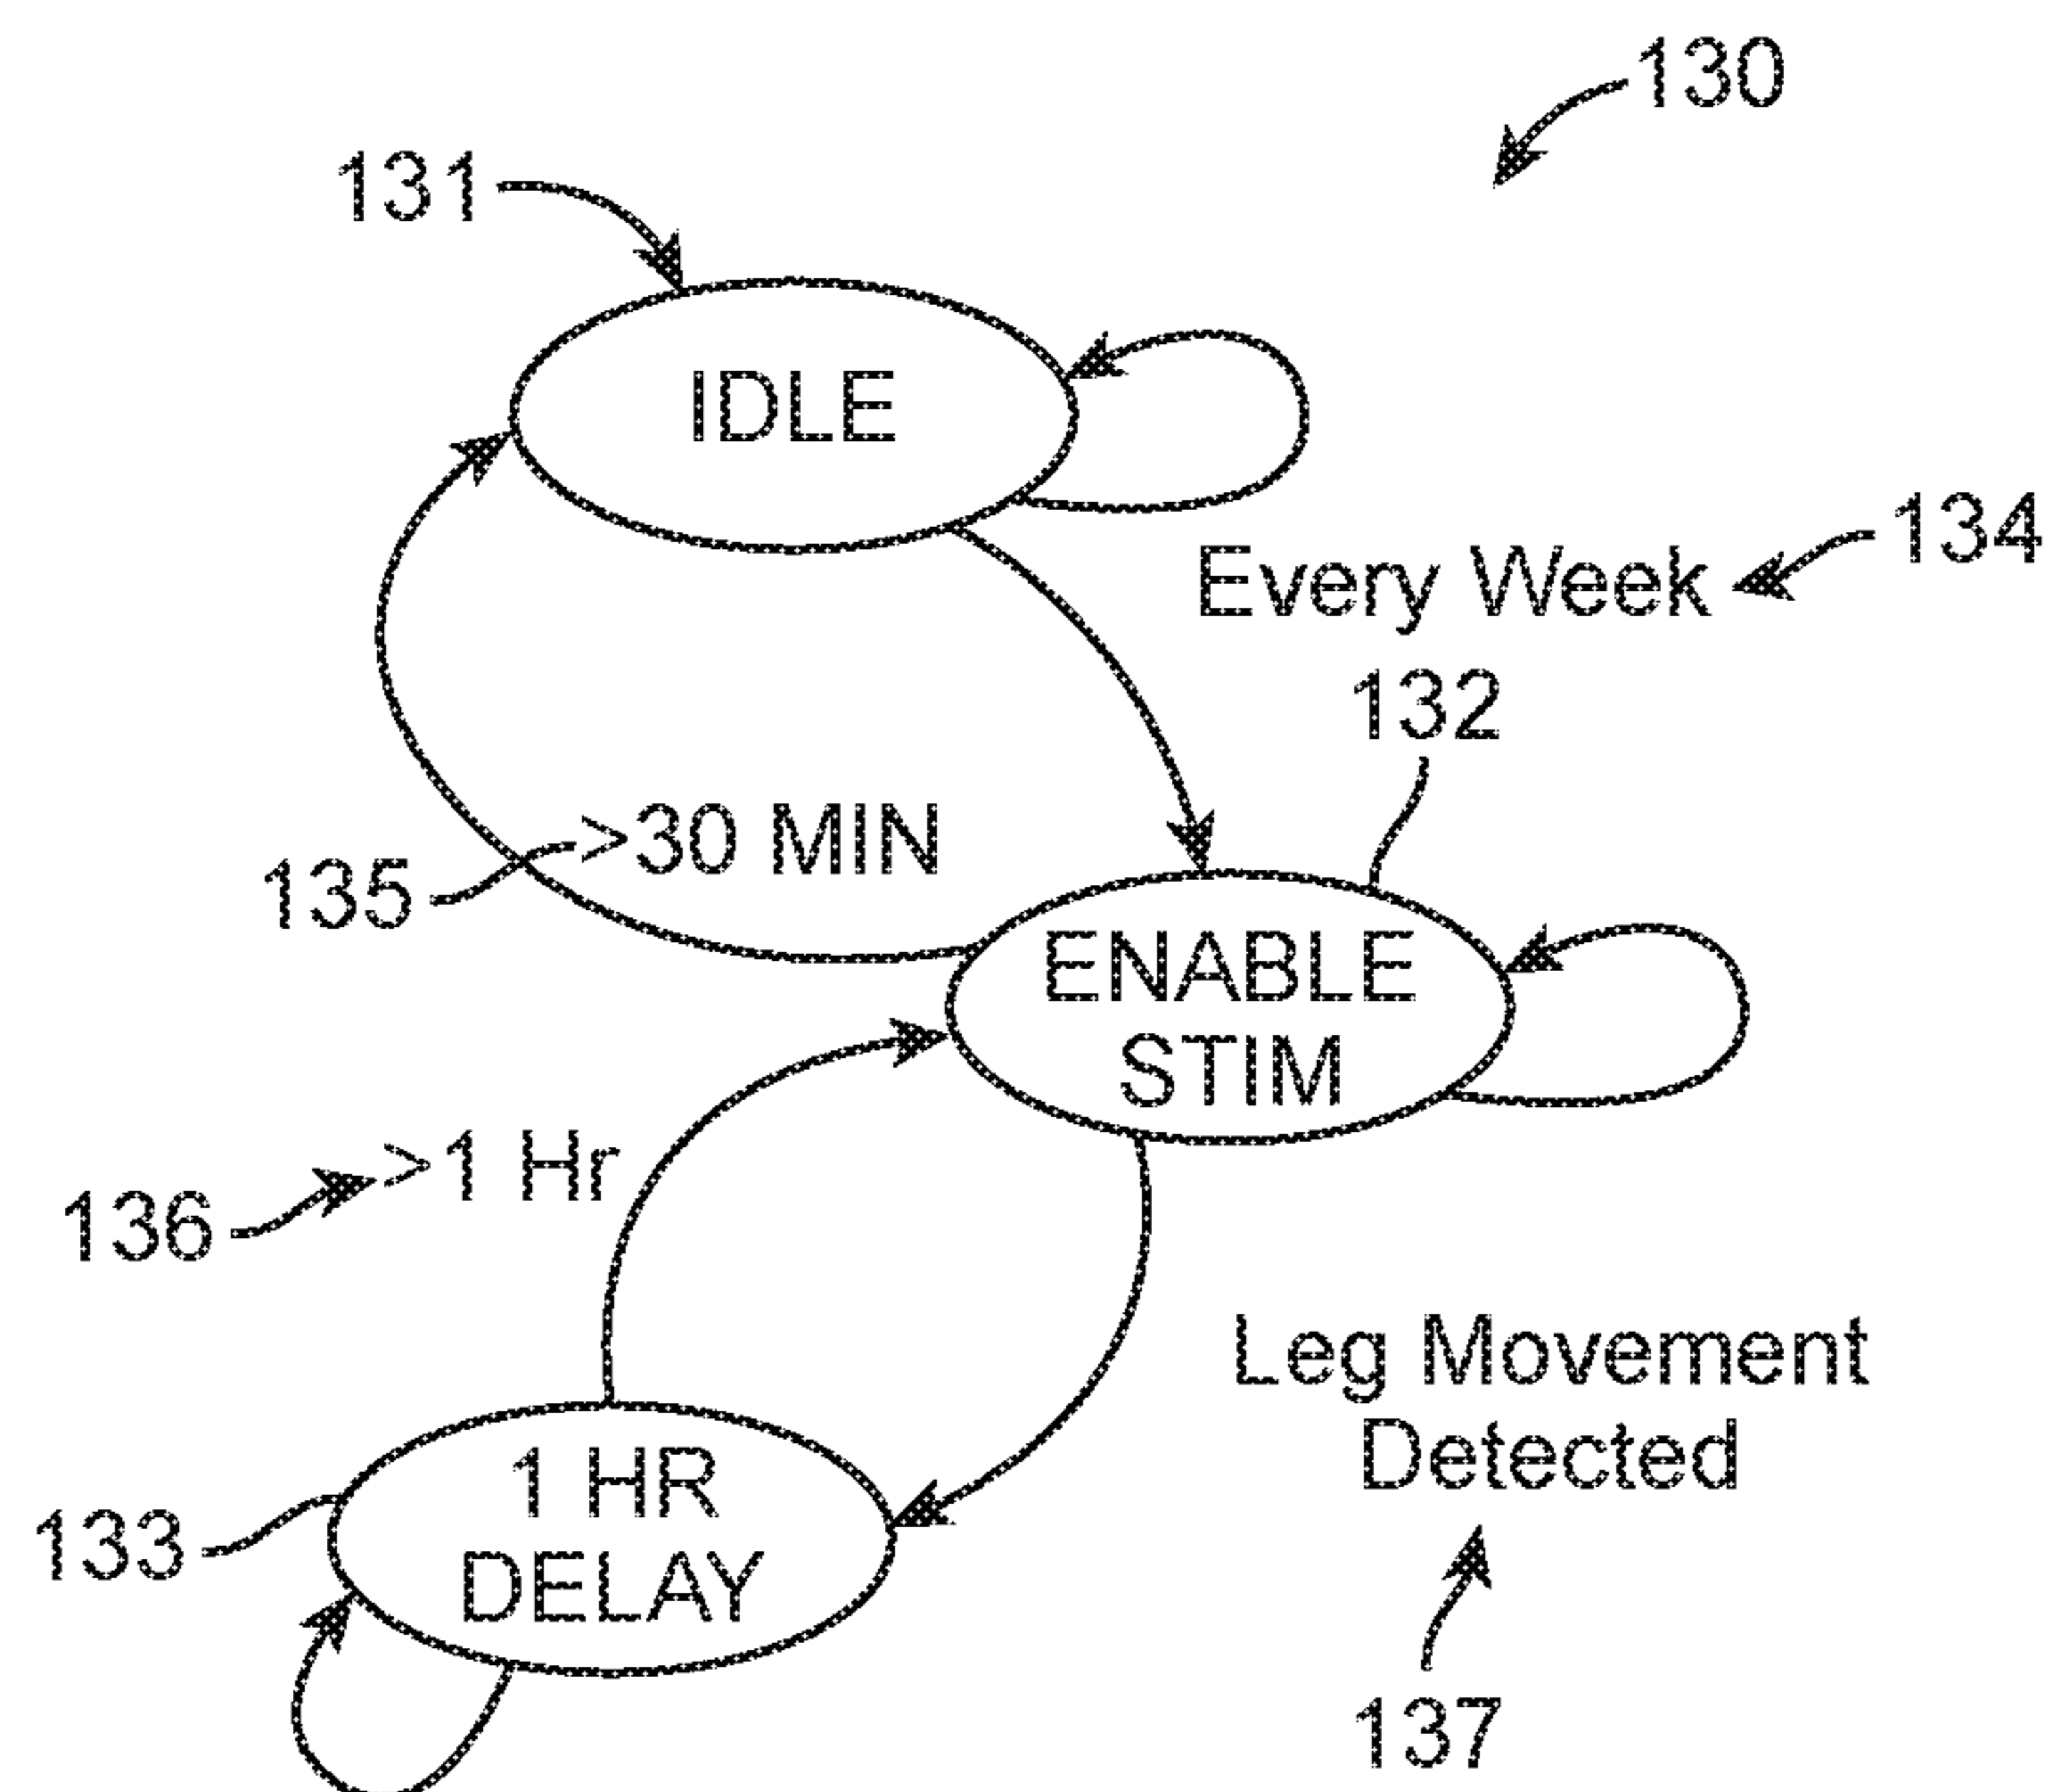 130
131
IDLE
Every Week
134
132
>30 MIN
135
ENABLE
STIM
>1 Hr
136
Leg Movement
Detected
1 HR
DELAY
133
137